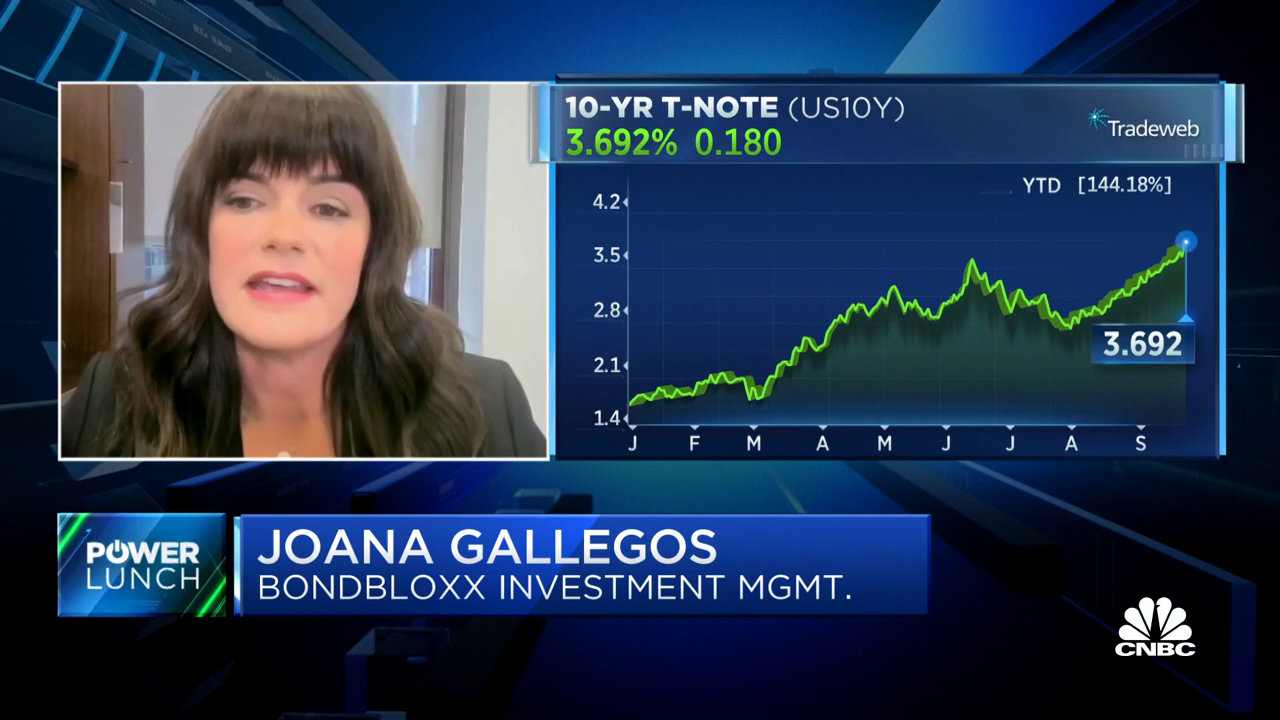 10-YR T-NOTE (US10Y)
3.692% 0.180
Tradeweb
YTD [144.18%]
4.2
3.5
2.8
2.1
1.4
3.692
J F M A M J J A S
POWER
LUNCH
JOANA GALLEGOS
BONDBLOXX INVESTMENT MGMT.
CNBC